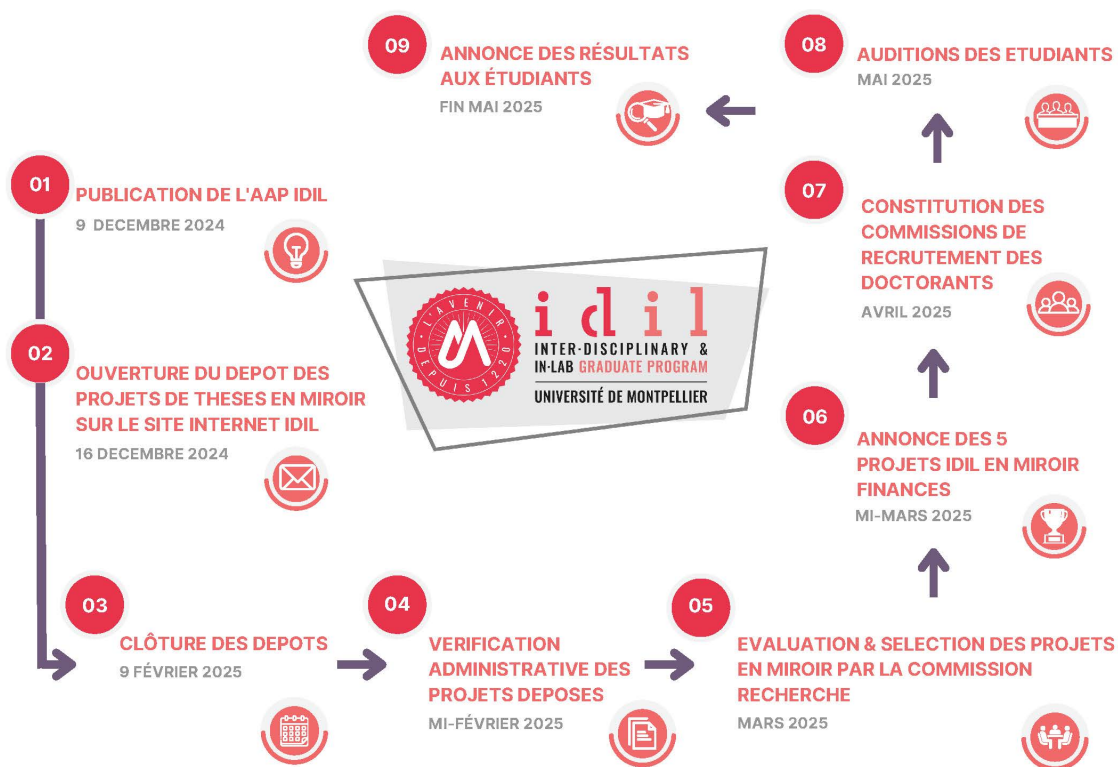 01
PUBLICATION DE L'AAP IDIL
9 DECEMBRE 2024
02
OUVERTURE DU DEPOT DES
PROJETS DE THESES EN MIROIR
SUR LE SITE INTERNET IDIL
16 DECEMBRE 2024
03
CLÔTURE DES DEPOTS
9 FÉVRIER 2025
04
VERIFICATION
ADMINISTRATIVE DES
PROJETS DEPOSES
MI-FÉVRIER 2025
05
EVALUATION & SELECTION DES PROJETS
EN MIROIR PAR LA COMMISSION
RECHERCHE
MARS 2025
06
ANNONCE DES 5
PROJETS IDIL EN MIROIR
FINANCES
MI-MARS 2025
07
CONSTITUTION DES
COMMISSIONS DE
RECRUTEMENT DES
DOCTORANTS
AVRIL 2025
08
AUDITIONS DES ETUDIANTS
MAI 2025
09
ANNONCE DES RÉSULTATS
AUX ÉTUDIANTS
FIN MAI 2025
L'AVENIR
DEPUIS 1220
M
idil
INTER-DISCIPLINARY &
IN-LAB GRADUATE PROGRAM
UNIVERSITÉ DE MONTPELLIER